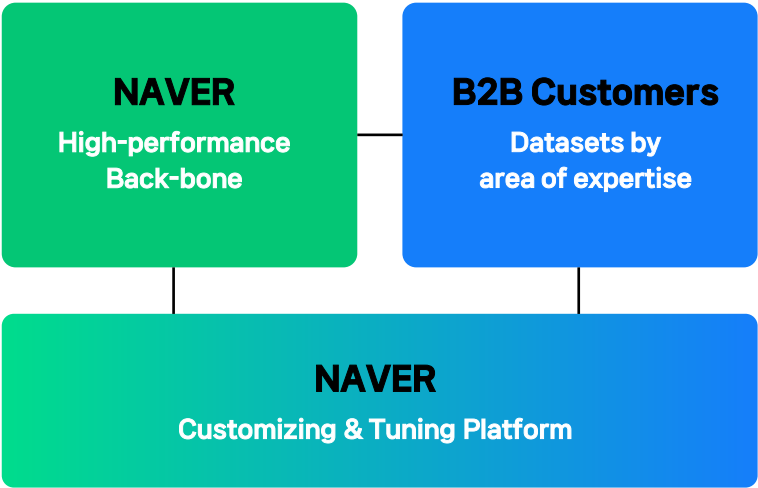 NAVER
High-performance
Back-bone
B2B Customers
Datasets by
area of expertise
NAVER
Customizing & Tuning Platform